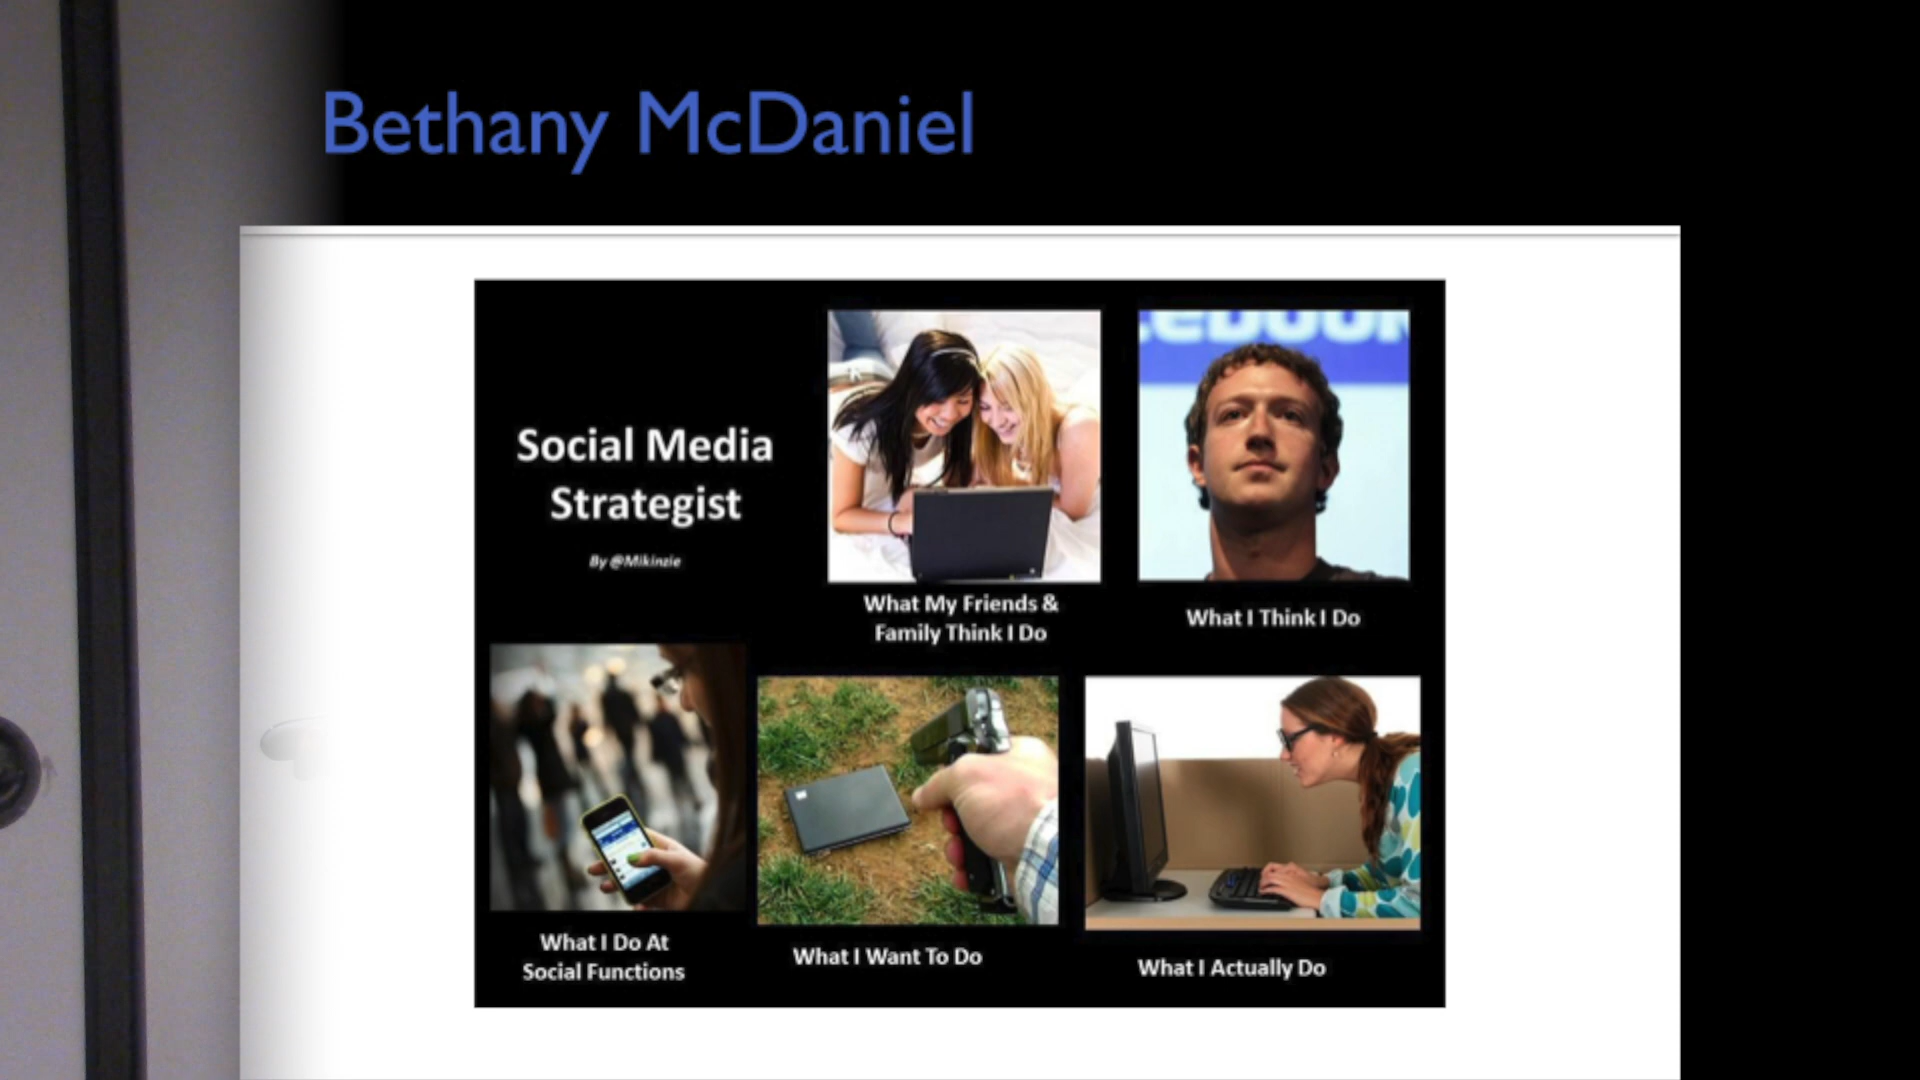 Bethany McDaniel
Social Media
Strategist
By @Mikinzie
What My Friends &
Family Think I Do
What I Think I Do
What I Do At
Social Functions
What I Want To Do
What I Actually Do